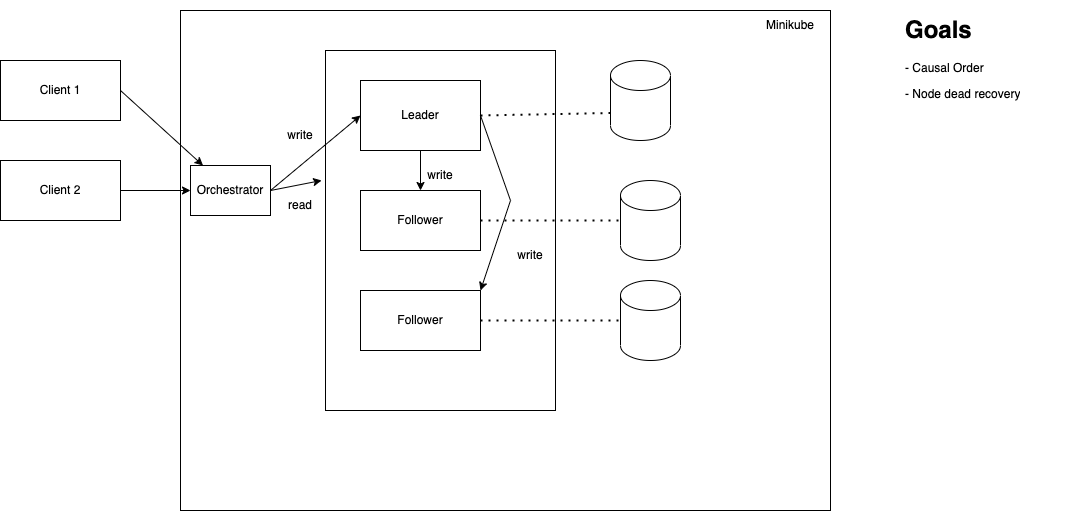 Minikube
Goals
- Causal Order
- Node dead recovery
Client 1
Client 2
Orchestrator
write
read
Leader
write
Follower
write
Follower